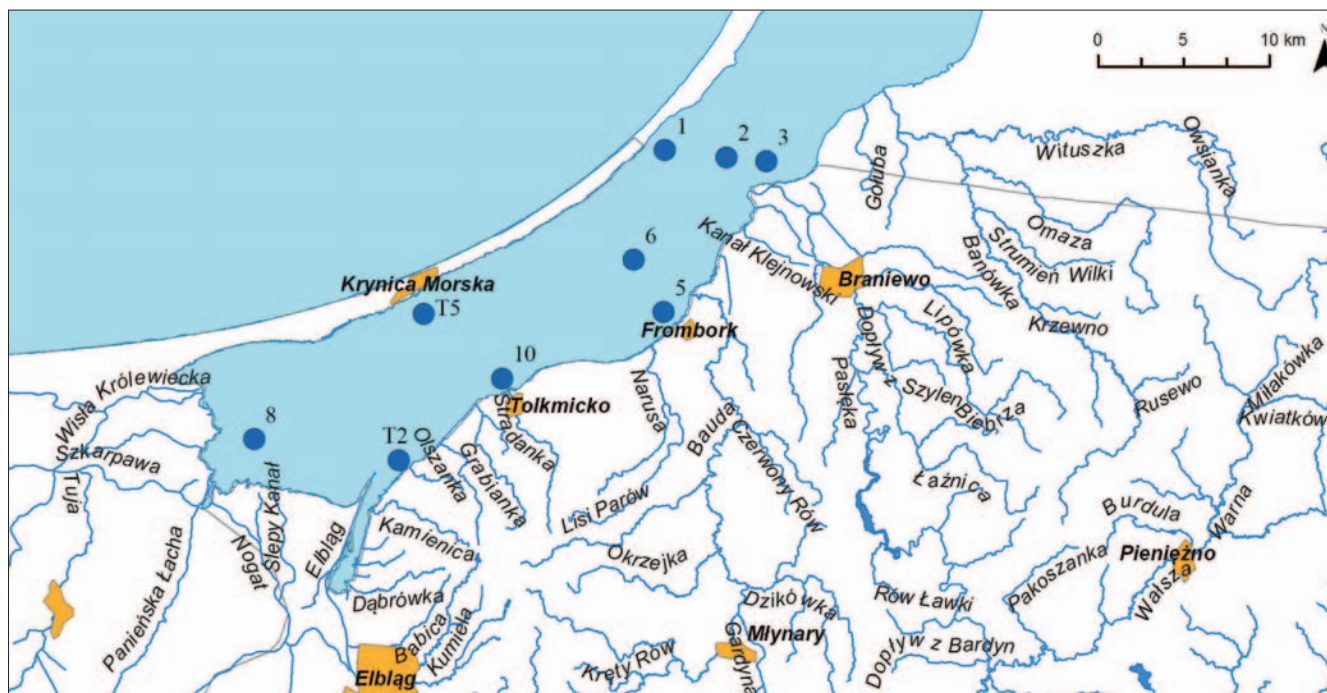 0 5 10 km
N
1
2
3
Wituszka
Owsianka
Gołuba
6
Kanał Klejnowski
Omaza
Strumień Wilki
Banówka
Krynica Morska
T5
5
Braniewo
Frombork
Lipówka
Krzewno
Dopływ z
Pasłęka
Szyleń
Biebrza
10
Tolkmicko
Stradanka
Narusa
Bauda
Czerwony Rów
Rusewo
Miłakówka
Kwiatków
Wisła Królewiecka
8
T2
Szkarpawa
Tuja
Olszanka
Grabianka
Łaźnica
Lisi Parów
Burdula
Warna
Ślepy Kanał
Nogat
Elbląg
Kamienica
Okrzejka
Pieniężno
Pakoszanka
Wałsza
Panieńska Łacha
Dąbrówka
Dzikówka
Rów Ławki
Babica
Kumiela
Młynary
Gardyna
Kręty Rów
Dopływ z Bardyn
Elbląg